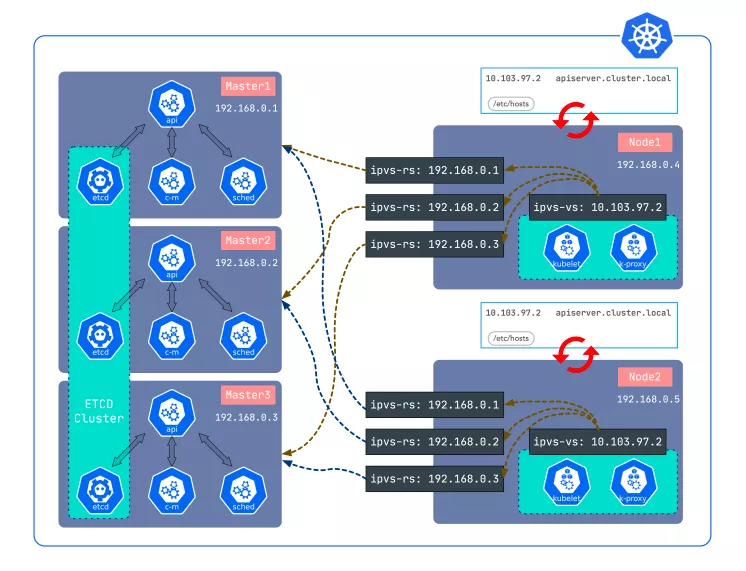 Master1
192.168.0.1
api
etcd
c-m
sched
Master2
192.168.0.2
api
etcd
c-m
sched
Master3
192.168.0.3
api
ETCD
Cluster
etcd
c-m
sched
10.103.97.2 apiserver.cluster.local
/etc/hosts
Node1
192.168.0.4
ipvs-rs: 192.168.0.1
ipvs-rs: 192.168.0.2
ipvs-rs: 192.168.0.3
ipvs-vs: 10.103.97.2
kubelet
k-proxy
10.103.97.2 apiserver.cluster.local
/etc/hosts
Node2
192.168.0.5
ipvs-rs: 192.168.0.1
ipvs-rs: 192.168.0.2
ipvs-rs: 192.168.0.3
ipvs-vs: 10.103.97.2
kubelet
k-proxy